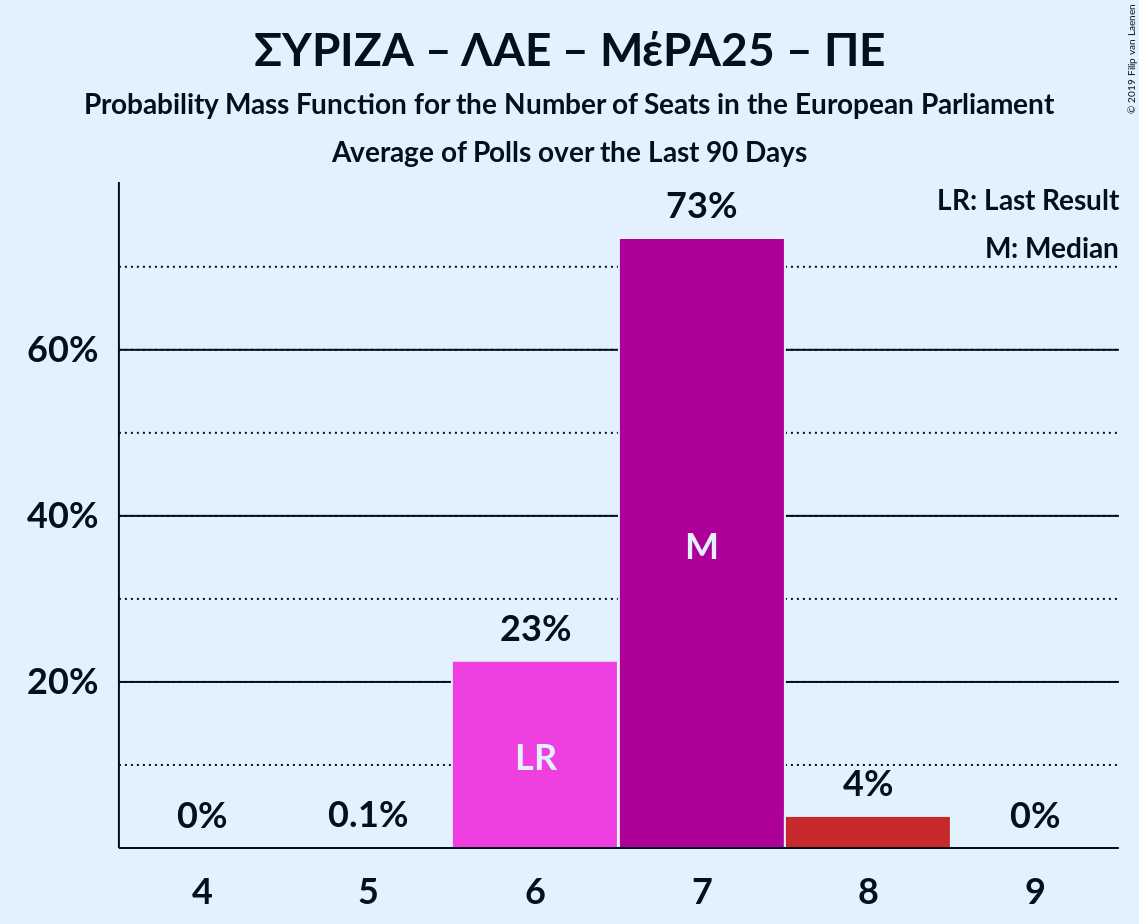 ΣΥΡΙΖΑ – ΛΑΕ – ΜέΡΑ25 – ΠΕ
Probability Mass Function for the Number of Seats in the European Parliament
Average of Polls over the Last 90 Days
© 2019 Filip van Laenen
LR: Last Result
M: Median
73%
60%
40%
M
23%
20%
LR
4%
0%
0.1%
0%
4 5 6 7 8 9